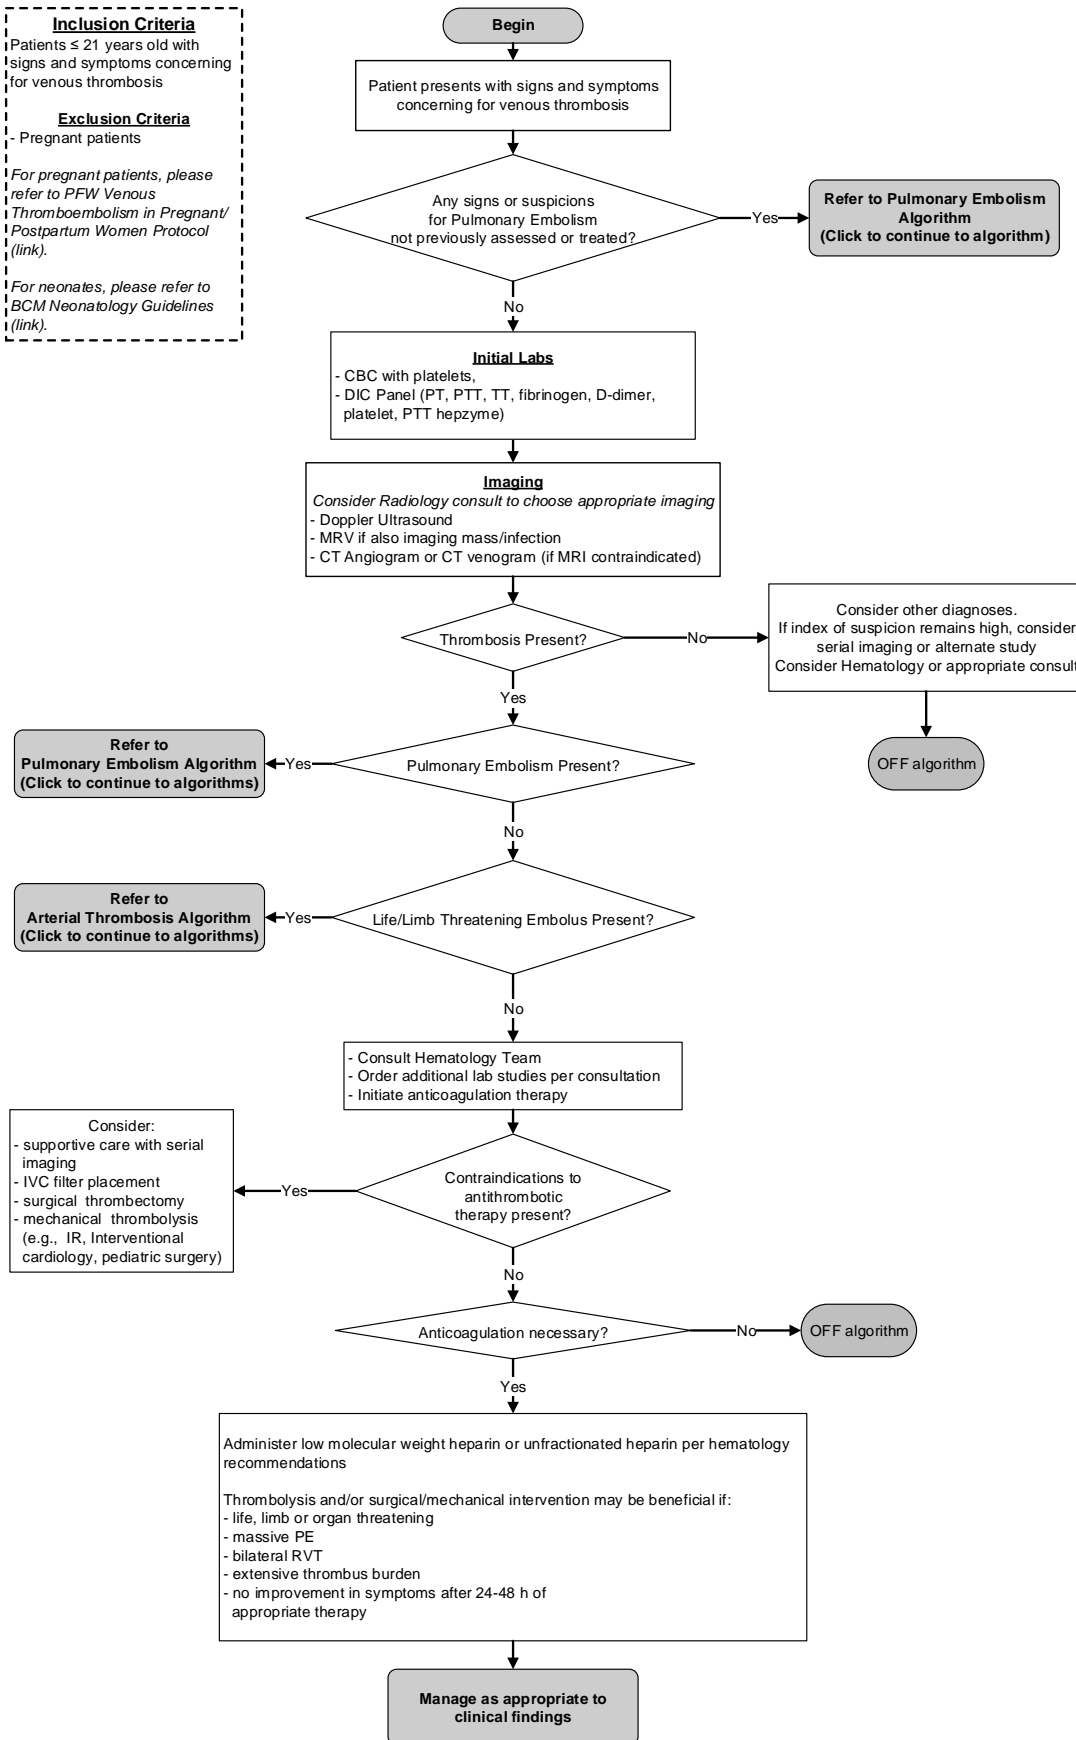 Inclusion Criteria
Patients ≤ 21 years old with
signs and symptoms concerning
for venous thrombosis
Exclusion Criteria
- Pregnant patients
For pregnant patients, please
refer to PFW Venous
Thromboembolism in Pregnant/
Postpartum Women Protocol
(link).
For neonates, please refer to
BCM Neonatology Guidelines
(link).
Begin
Patient presents with signs and symptoms
concerning for venous thrombosis
Any signs or suspicions
for Pulmonary Embolism
not previously assessed or treated?
Yes
Refer to Pulmonary Embolism
Algorithm
(Click to continue to algorithm)
No
Initial Labs
- CBC with platelets,
- DIC Panel (PT, PTT, TT, fibrinogen, D-dimer,
platelet, PTT hepzyme)
Imaging
Consider Radiology consult to choose appropriate imaging
- Doppler Ultrasound
- MRV if also imaging mass/infection
- CT Angiogram or CT venogram (if MRI contraindicated)
Thrombosis Present?
No
Consider other diagnoses.
If index of suspicion remains high, consider
serial imaging or alternate study
Consider Hematology or appropriate consult
OFF algorithm
Yes
Pulmonary Embolism Present?
Yes
Refer to
Pulmonary Embolism Algorithm
(Click to continue to algorithms)
No
Life/Limb Threatening Embolus Present?
Yes
Refer to
Arterial Thrombosis Algorithm
(Click to continue to algorithms)
No
- Consult Hematology Team
- Order additional lab studies per consultation
- Initiate anticoagulation therapy
Contraindications to
antithrombotic
therapy present?
Yes
Consider:
- supportive care with serial
imaging
- IVC filter placement
- surgical thrombectomy
- mechanical thrombolysis
(e.g., IR, Interventional
cardiology, pediatric surgery)
No
Anticoagulation necessary?
No
OFF algorithm
Yes
Administer low molecular weight heparin or unfractionated heparin per hematology
recommendations
Thrombolysis and/or surgical/mechanical intervention may be beneficial if:
- life, limb or organ threatening
- massive PE
- bilateral RVT
- extensive thrombus burden
- no improvement in symptoms after 24-48 h of
appropriate therapy
Manage as appropriate to
clinical findings